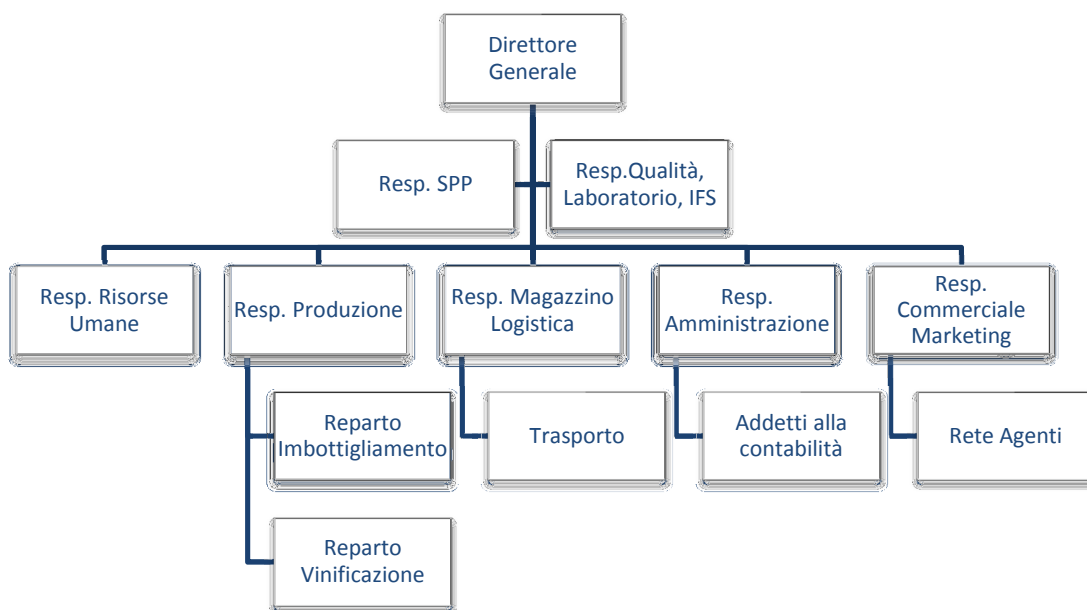 Direttore
Generale
Resp. SPP
Resp.Qualità,
Laboratorio, IFS
Resp. Risorse
Umane
Resp. Produzione
Resp. Magazzino
Logistica
Resp.
Amministrazione
Resp.
Commerciale
Marketing
Reparto
Imbottigliamento
Trasporto
Addetti alla
contabilità
Rete Agenti
Reparto
Vinificazione